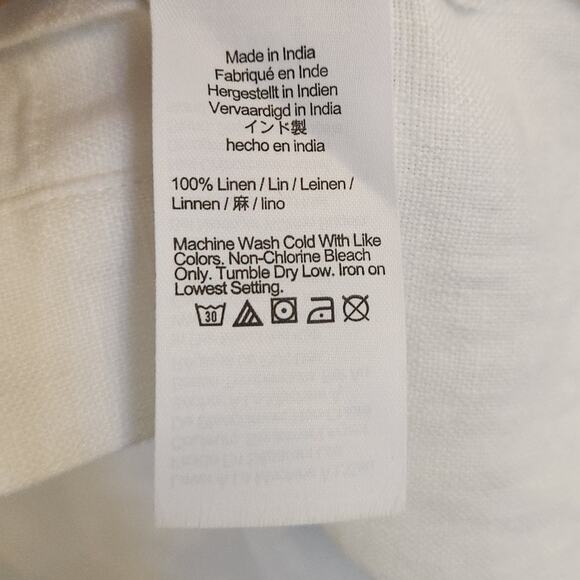 Made in India
Fabriqué en Inde
Hergestellt in Indien
Vervaardigd in India
インド製
hecho en india
100% Linen / Lin / Leinen /
Linnen / 麻 / lino
Machine Wash Cold With Like
Colors. Non-Chlorine Bleach
Only. Tumble Dry Low. Iron on
Lowest Setting.
30